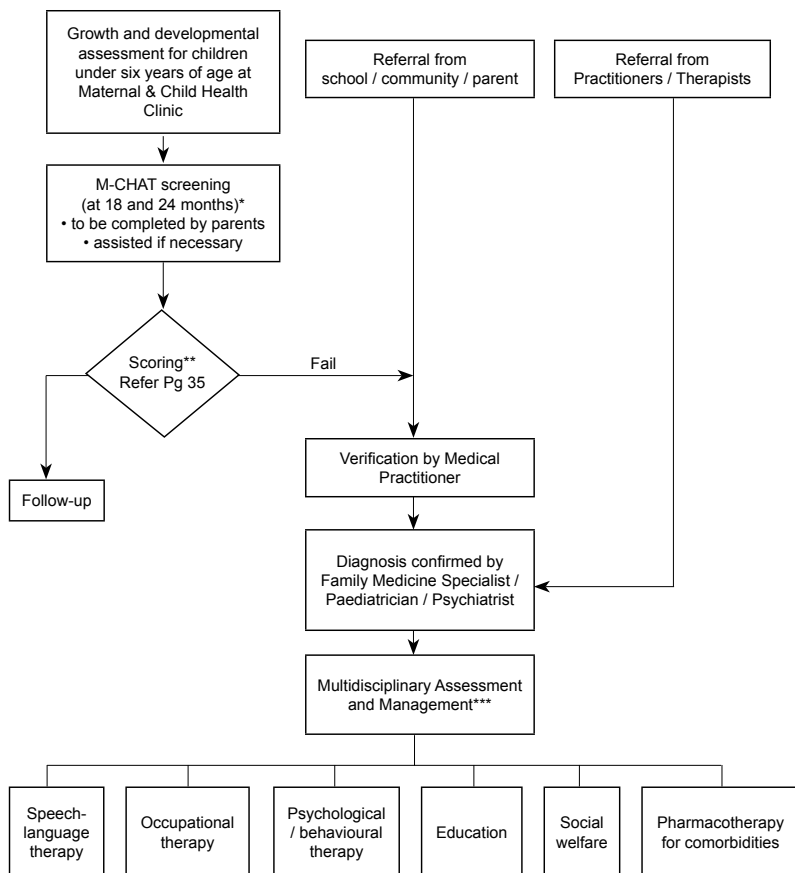 Growth and developmental
assessment for children
under six years of age at
Maternal & Child Health
Clinic
Referral from
school / community / parent
Referral from
Practitioners / Therapists
M-CHAT screening
(at 18 and 24 months)*
• to be completed by parents
• assisted if necessary
Scoring**
Refer Pg 35
Fail
Follow-up
Verification by Medical
Practitioner
Diagnosis confirmed by
Family Medicine Specialist /
Paediatrician / Psychiatrist
Multidisciplinary Assessment
and Management***
Speech-
language
therapy
Occupational
therapy
Psychological
/ behavioural
therapy
Education
Social
welfare
Pharmacotherapy
for comorbidities